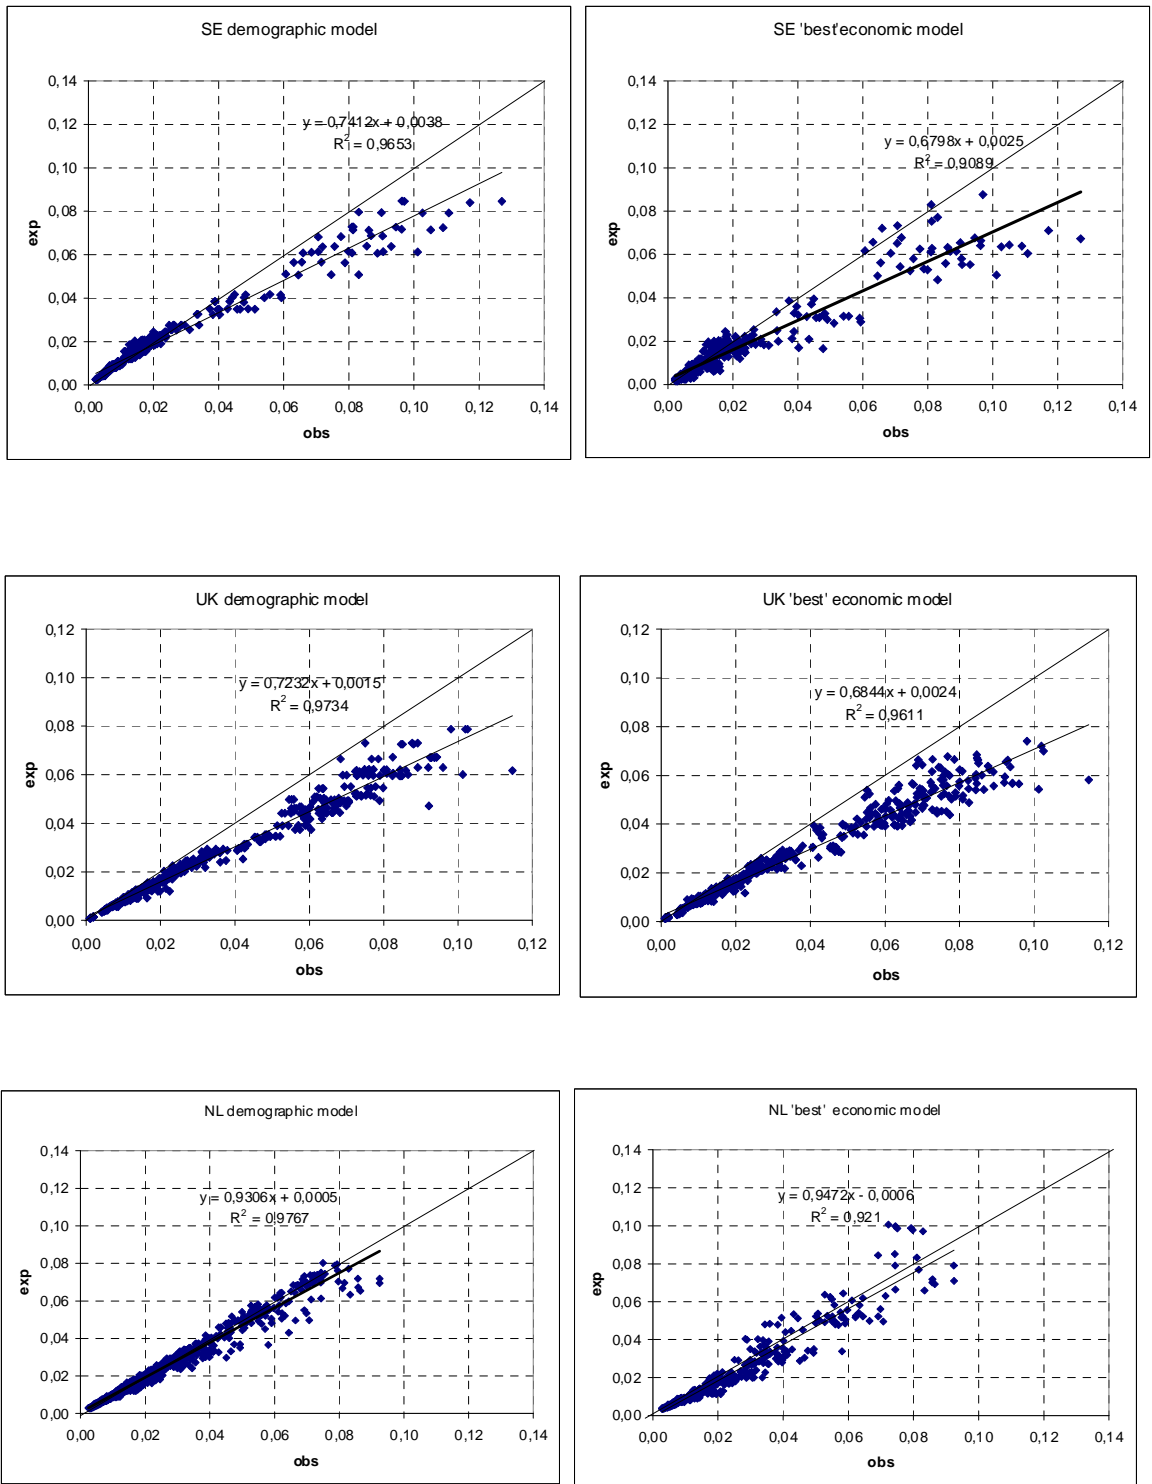 SE demographic model
0,14
0,12
y = 0,7412x + 0,0038
R2 = 0,9653
0,10
0,08
exp
0,06
0,04
0,02
0,00
0,00 0,02 0,04 0,06 0,08 0,10 0,12 0,14
obs
SE 'best'economic model
0,14
0,12
y = 0,6798x + 0,0025
R2 = 0,9089
0,10
0,08
exp
0,06
0,04
0,02
0,00
0,00 0,02 0,04 0,06 0,08 0,10 0,12 0,14
obs
UK demographic model
0,12
0,10
y = 0,7232x + 0,0015
R2 = 0,9734
0,08
exp
0,06
0,04
0,02
0,00
0,00 0,02 0,04 0,06 0,08 0,10 0,12
obs
UK 'best' economic model
0,12
0,10
y = 0,6844x + 0,0024
R2 = 0,9611
0,08
exp
0,06
0,04
0,02
0,00
0,00 0,02 0,04 0,06 0,08 0,10 0,12
obs
NL demographic model
0,14
0,12
y = 0,9306x + 0,0005
R2 = 0,9767
0,10
0,08
exp
0,06
0,04
0,02
0,00
0,00 0,02 0,04 0,06 0,08 0,10 0,12 0,14
obs
NL 'best' economic model
0,14
0,12
y = 0,9472x - 0,0006
R2 = 0,921
0,10
0,08
exp
0,06
0,04
0,02
0,00
0,00 0,02 0,04 0,06 0,08 0,10 0,12 0,14
obs